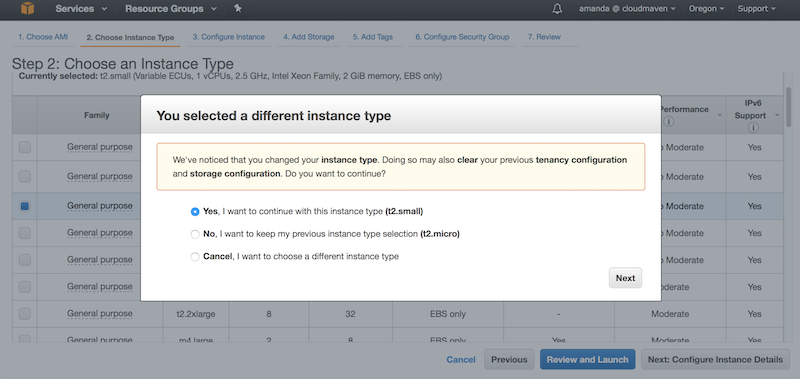 Services Resource Groups amanda @ cloudmaven Oregon Support
1. Choose AMI 2. Choose Instance Type 3. Configure Instance 4. Add Storage 5. Add Tags 6. Configure Security Group 7. Review
Step 2: Choose an Instance Type
Currently selected: t2.small (Variable ECUs, 1 vCPUs, 2.5 GHz, Intel Xeon Family, 2 GiB memory, EBS only)
Family Performance IPv6 Support
You selected a different instance type
We've noticed that you changed your instance type. Doing so may also clear your previous tenancy configuration
and storage configuration. Do you want to continue?
Yes, I want to continue with this instance type (t2.small)
No, I want to keep my previous instance type selection (t2.micro)
Cancel, I want to choose a different instance type
Next
General purpose Moderate Yes
General purpose Moderate Yes
General purpose Moderate Yes
General purpose Moderate Yes
General purpose Moderate Yes
General purpose Moderate Yes
General purpose t2.2xlarge 8 32 EBS only - Moderate Yes
General purpose m4.large 2 8 EBS only Yes Moderate Yes
Cancel Previous Review and Launch Next: Configure Instance Details